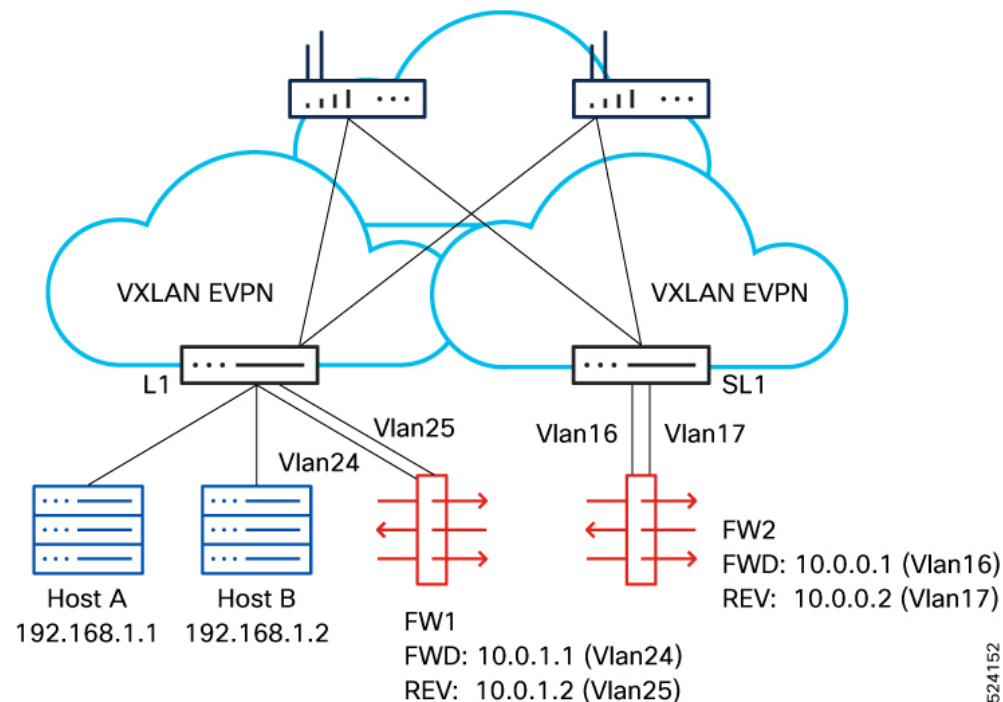 VXLAN EVPN
VXLAN EVPN
L1
SL1
Vlan25
Vlan24
Vlan16
Vlan17
Host A
192.168.1.1
Host B
192.168.1.2
FW1
FWD: 10.0.1.1 (Vlan24)
REV: 10.0.1.2 (Vlan25)
FW2
FWD: 10.0.0.1 (Vlan16)
REV: 10.0.0.2 (Vlan17)
524152